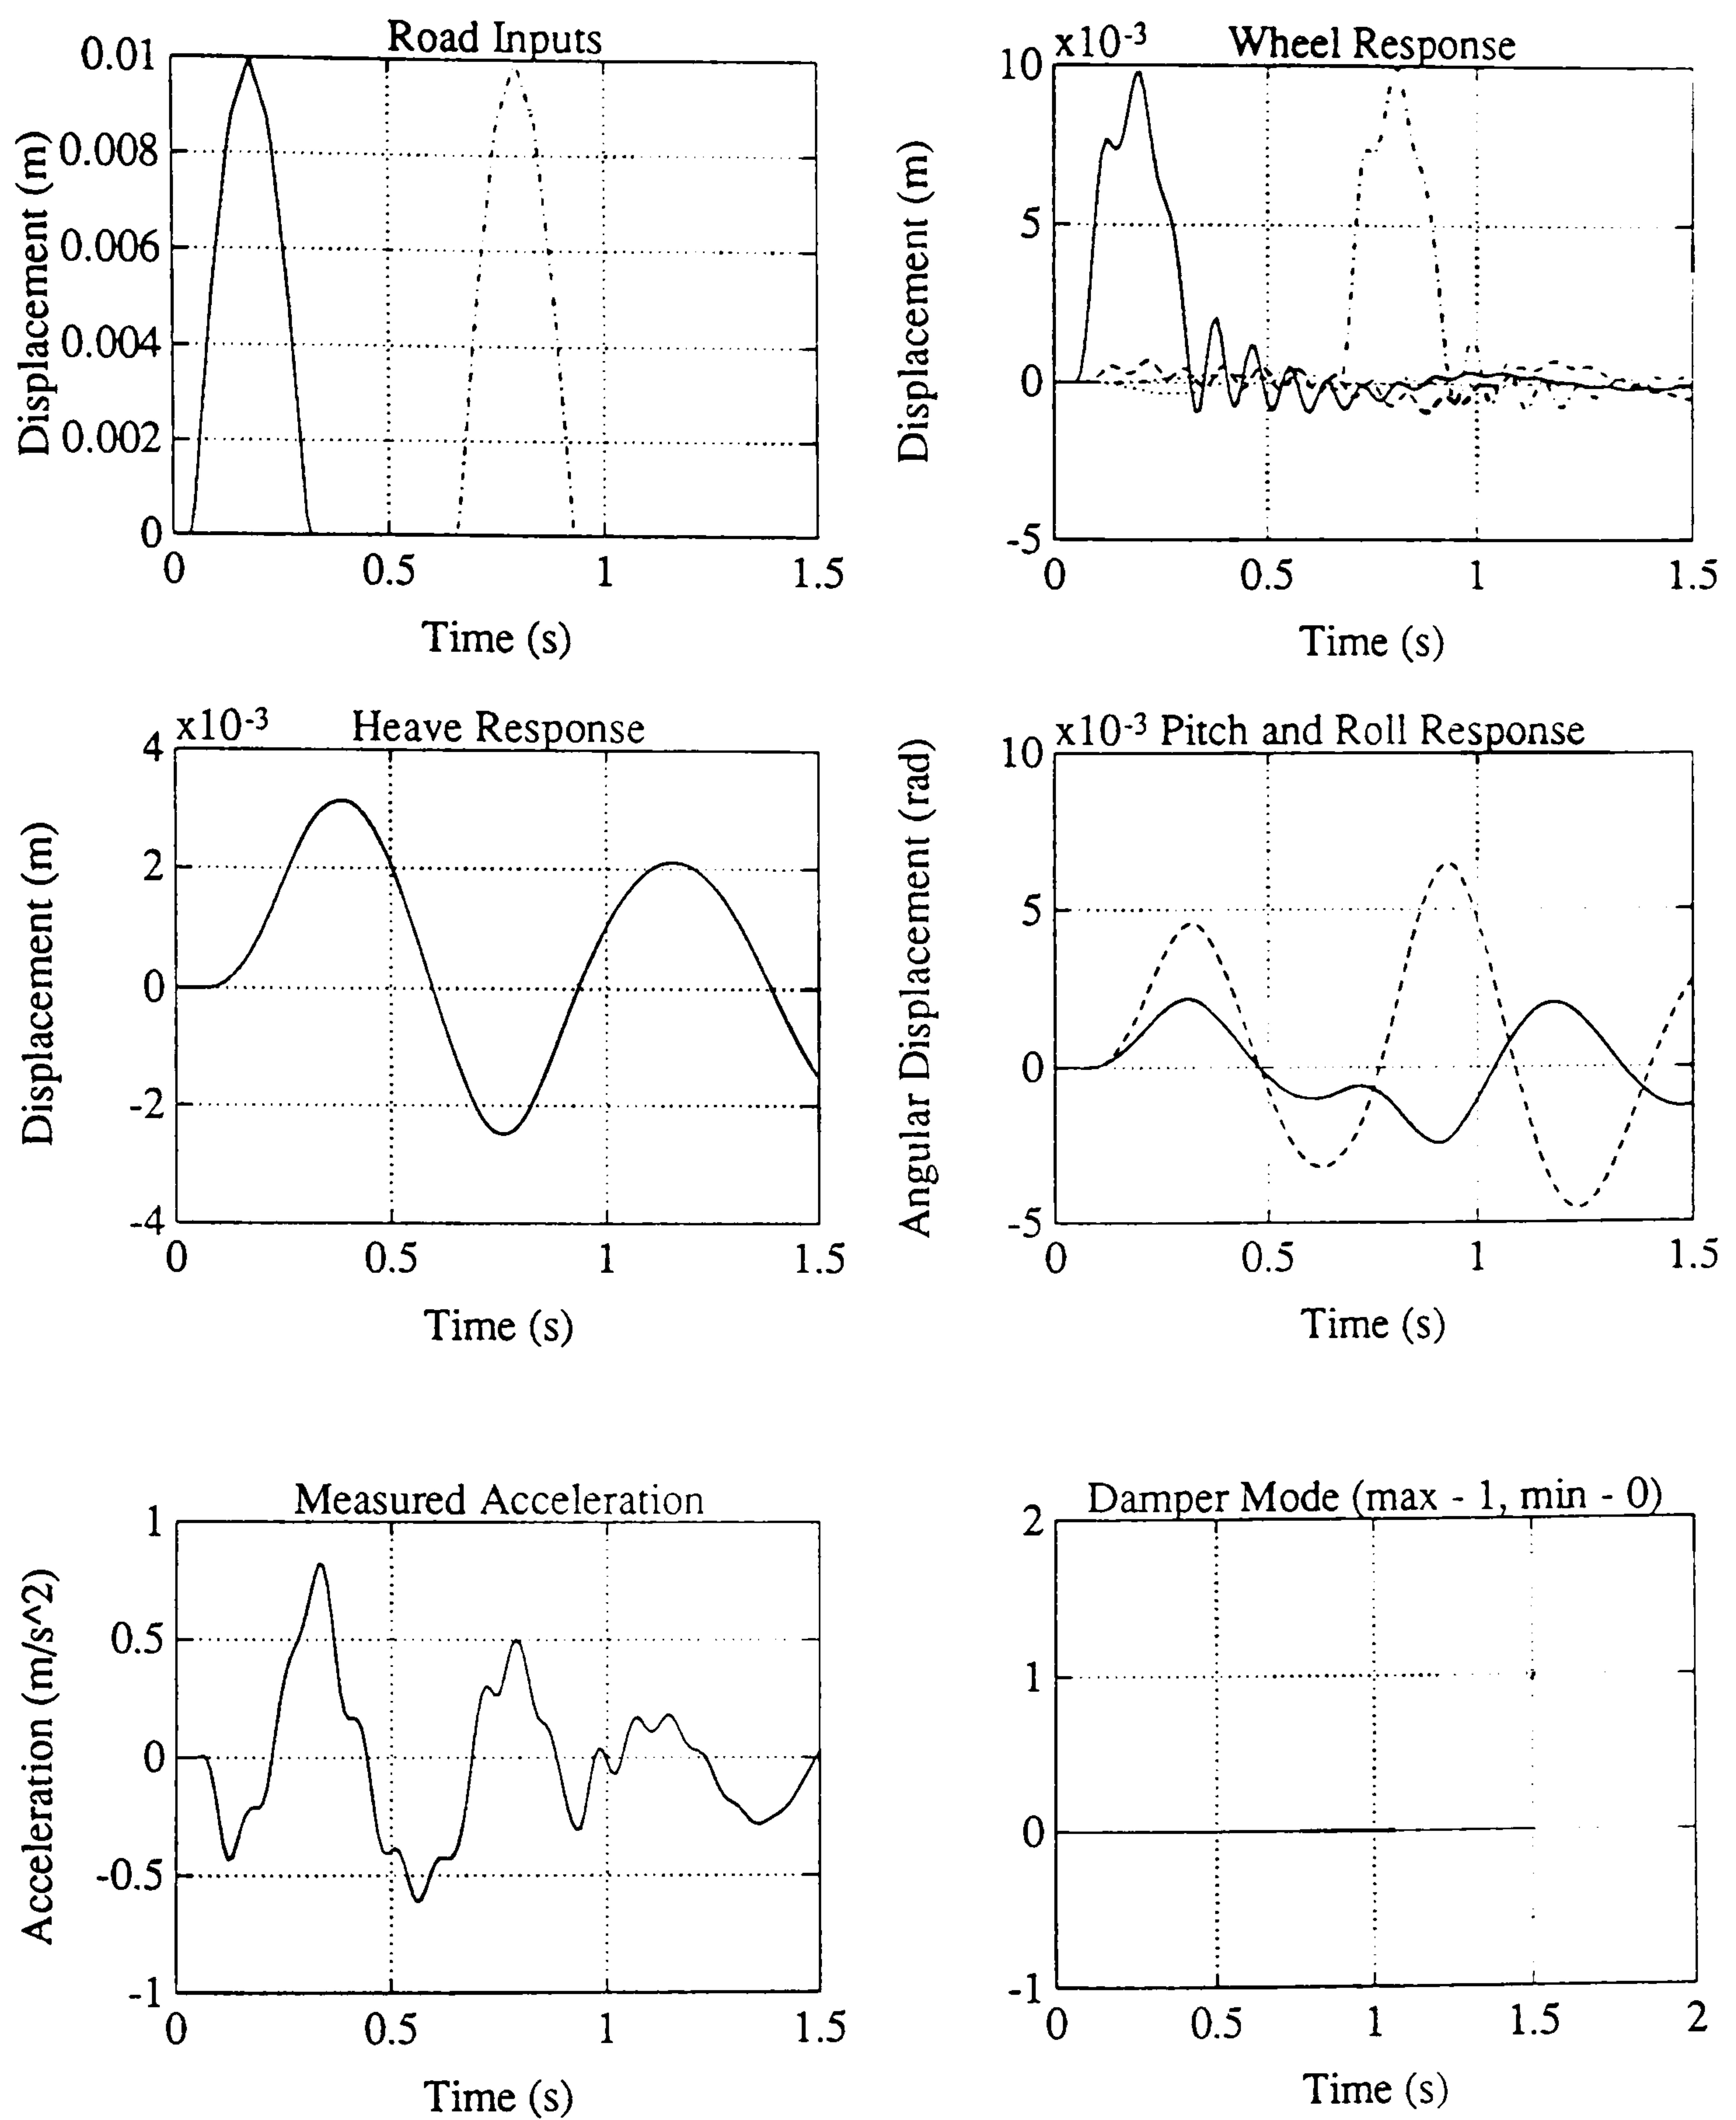 Road Inputs
Displacement (m)
0.01
0.008
0.006
0.004
0.002
0
0 0.5 1 1.5
Time (s)
x10-3 Wheel Response
Displacement (m)
10
5
0
-5
0 0.5 1 1.5
Time (s)
x10-3 Heave Response
Displacement (m)
4
2
0
-2
-4
0 0.5 1 1.5
Time (s)
x10-3 Pitch and Roll Response
Angular Displacement (rad)
10
5
0
-5
0 0.5 1 1.5
Time (s)
Measured Acceleration
Acceleration (m/s^2)
1
0.5
0
-0.5
-1
0 0.5 1 1.5
Time (s)
Damper Mode (max - 1, min - 0)
2
1
0
-1
0 0.5 1 1.5 2
Time (s)